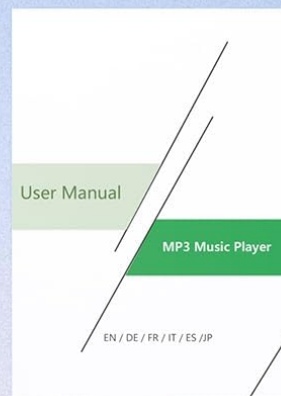 User Manual
MP3 Music Player
EN / DE / FR / IT / ES /JP